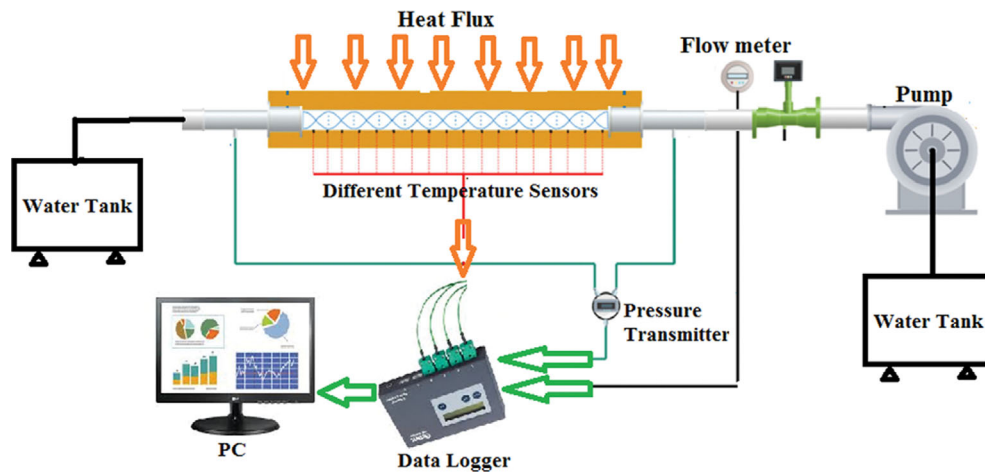 Heat Flux
Flow meter
Pump
Water Tank
Different Temperature Sensors
Pressure
Transmitter
Water Tank
PC
Data Logger